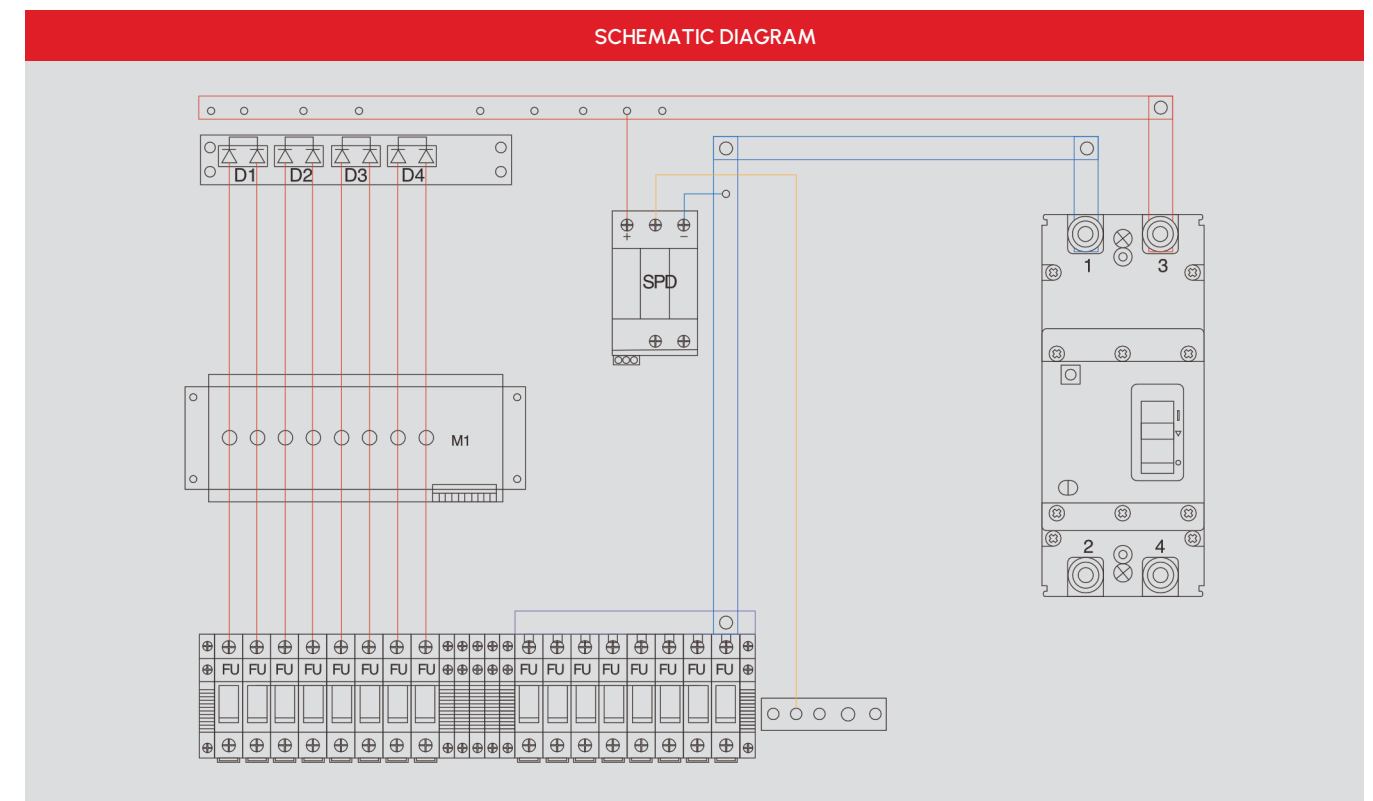 SCHEMATIC DIAGRAM
D1 D2 D3 D4
+ −
SPD
1 3
M1
2 4
FU FU FU FU FU FU FU FU FU FU FU FU FU FU FU FU